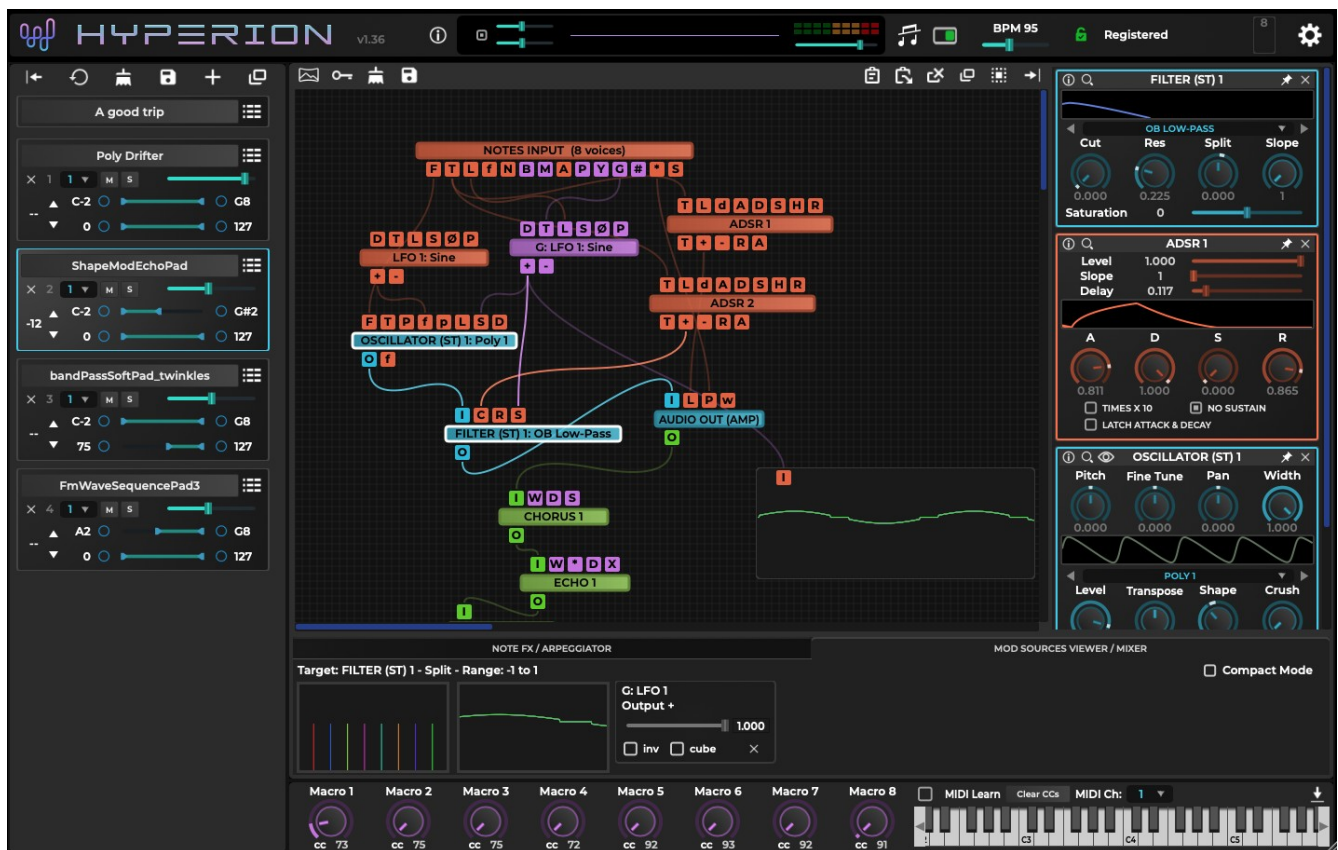 HYPERION v1.36
BPM 95
Registered
8
A good trip
Poly Drifter
1 1 M S
-- C-2 G8
0 127
ShapeModEchoPad
2 1 M S
-12 C-2 G#2
0 127
bandPassSoftPad_twinkles
3 1 M S
-- C-2 G8
75 127
FmWaveSequencePad3
4 1 M S
-- A2 G8
0 127
NOTES INPUT (8 voices)
F T L f N B M A P Y G # * S
T L d A D S H R
ADSR 1
T + - R A
D T L S Ø P
G: LFO 1: Sine
+ -
D T L S Ø P
LFO 1: Sine
+ -
T L d A D S H R
ADSR 2
T + - R A
F T P f p L S D
OSCILLATOR (ST) 1: Poly 1
O f
I L P w
AUDIO OUT (AMP)
O
I C R S
FILTER (ST) 1: OB Low-Pass
O
I
I W D S
CHORUS 1
O
I W * D X
ECHO 1
O
I
FILTER (ST) 1
OB LOW-PASS
Cut Res Split Slope
0.000 0.225 0.000 1
Saturation 0
ADSR 1
Level 1.000
Slope 1
Delay 0.117
A D S R
0.811 1.000 0.000 0.865
TIMES X 10 NO SUSTAIN
LATCH ATTACK & DECAY
OSCILLATOR (ST) 1
Pitch Fine Tune Pan Width
0.000 0.000 0.000 1.000
POLY 1
Level Transpose Shape Crush
NOTE FX / ARPEGGIATOR
MOD SOURCES VIEWER / MIXER
Target: FILTER (ST) 1 - Split - Range: -1 to 1
Compact Mode
G: LFO 1
Output +
1.000
inv cube
Macro 1 Macro 2 Macro 3 Macro 4 Macro 5 Macro 6 Macro 7 Macro 8
cc 73 cc 75 cc 75 cc 72 cc 92 cc 93 cc 92 cc 91
MIDI Learn Clear CCs MIDI Ch: 1
C3 C4 C5